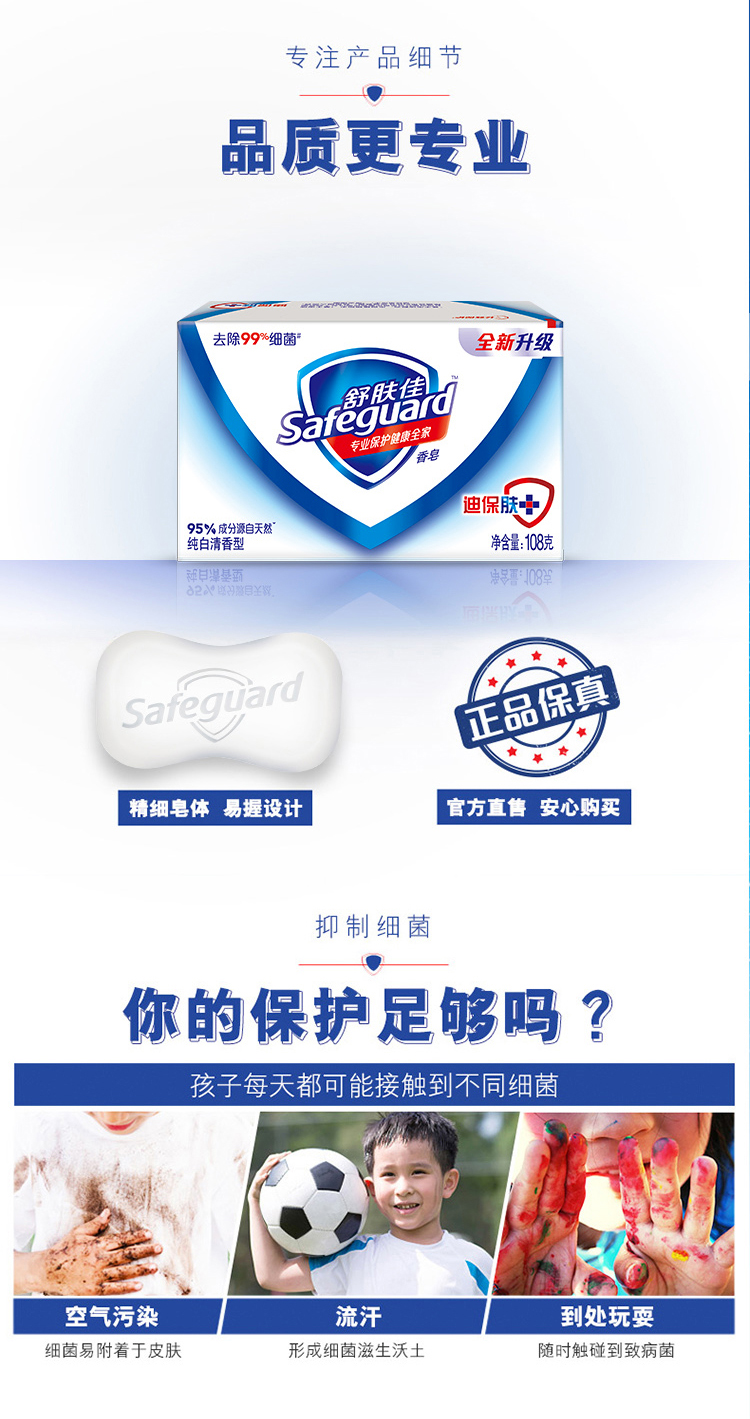 专注产品细节
品质更专业
去除99%细菌#
全新升级
舒肤佳
Safeguard™
专业保护健康全家
香皂
迪保肤
95%成分源自天然~
纯白清香型
净含量:108克
Safeguard
正品保真
精细皂体 易握设计
官方直售 安心购买
抑制细菌
你的保护足够吗？
孩子每天都可能接触到不同细菌
空气污染
流汗
到处玩耍
细菌易附着于皮肤
形成细菌滋生沃土
随时触碰到致病菌